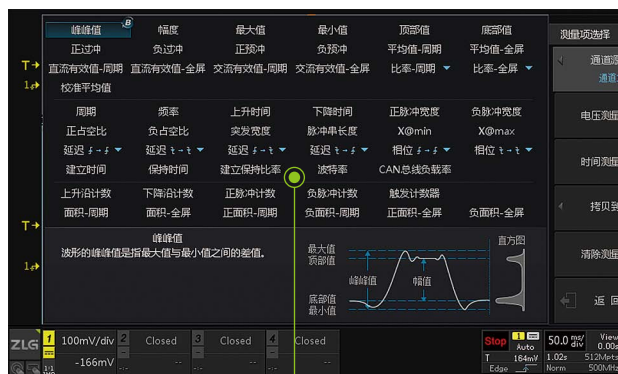 峰峰值 幅度 最大值 最小值 顶部值 底部值
正过冲 负过冲 正预冲 负预冲 平均值-周期 平均值-全屏
直流有效值-周期 直流有效值-全屏 交流有效值-周期 交流有效值-全屏 比率-周期 比率-全屏
校准平均值
周期 频率 上升时间 下降时间 正脉冲宽度 负脉冲宽度
正占空比 负占空比 突发宽度 脉冲串长度 X@min X@max
延迟 延迟 延迟 延迟 相位 相位
建立时间 保持时间 建立保持比率 波特率 CAN总线负载率
上升沿计数 下降沿计数 正脉冲计数 负脉冲计数 触发计数器
面积-周期 面积-全屏 正面积-周期 负面积-周期 正面积-全屏 负面积-全屏
峰峰值
波形的峰峰值是指最大值与最小值之间的差值。
最大值
顶部值
峰峰值 幅值
底部值
最小值
直方图
测量项选择
通道
电压测
时间测
拷贝到
清除测
返 回
ZLG 1 100mV/div 2 Closed 3 Closed 4 Closed
-166mV -- -- --
Stop 1 Auto
T 164mV
Edge
50.0 ms/div View 0.00s
1.02s 512Mpts
Norm 500MHz